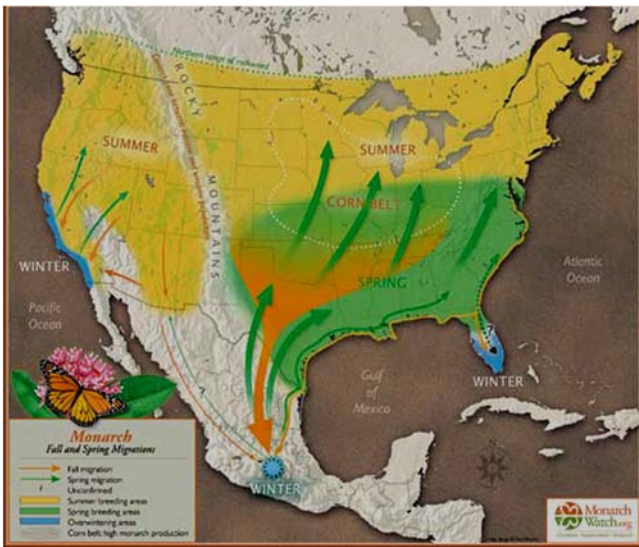 Northern range of milkweeds
ROCKY
MOUNTAINS
SUMMER
SUMMER
CORN BELT
SPRING
WINTER
Pacific
Ocean
Atlantic
Ocean
Gulf
of
Mexico
WINTER
WINTER
Monarch
Fall and Spring Migrations
Fall migration
Spring migration
Unconfirmed
Summer breeding areas
Spring breeding areas
Overwintering areas
Corn belt: high monarch production
Monarch
Watch.org